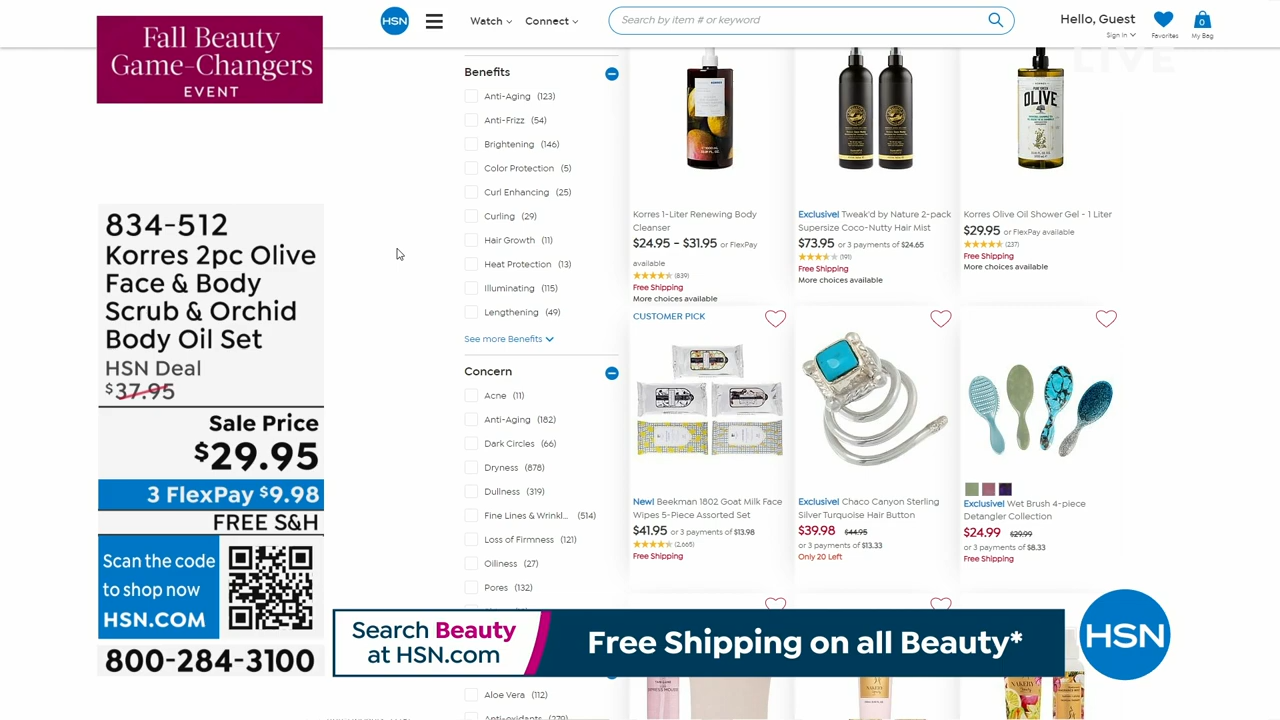 Fall Beauty
Game-Changers
EVENT
HSN
Watch
Connect
Search by item # or keyword
Hello, Guest
Sign In
Favorites
0
My Bag
LIVE
834-512
Korres 2pc Olive
Face & Body
Scrub & Orchid
Body Oil Set
HSN Deal
$37.95
Sale Price
$29.95
3 FlexPay $9.98
FREE S&H
Scan the code
to shop now
HSN.COM
800-284-3100
Benefits
Anti-Aging (123)
Anti-Frizz (54)
Brightening (146)
Color Protection (5)
Curl Enhancing (25)
Curling (29)
Hair Growth (11)
Heat Protection (13)
Illuminating (115)
Lengthening (49)
See more Benefits
Concern
Acne (11)
Anti-Aging (182)
Dark Circles (66)
Dryness (878)
Dullness (319)
Fine Lines & Wrinkl... (514)
Loss of Firmness (121)
Oiliness (27)
Pores (132)
Aloe Vera (112)
Anti-oxidants (279)
OLIVE
Korres 1-Liter Renewing Body
Cleanser
$24.95 - $31.95 or FlexPay
available
(839)
Free Shipping
More choices available
Exclusive! Tweak'd by Nature 2-pack
Supersize Coco-Nutty Hair Mist
$73.95 or 3 payments of $24.65
(191)
Free Shipping
More choices available
Korres Olive Oil Shower Gel - 1 Liter
$29.95 or FlexPay available
(237)
Free Shipping
More choices available
CUSTOMER PICK
New! Beekman 1802 Goat Milk Face
Wipes 5-Piece Assorted Set
$41.95 or 3 payments of $13.98
(2,665)
Free Shipping
Exclusive! Chaco Canyon Sterling
Silver Turquoise Hair Button
$39.98 $44.95
or 3 payments of $13.33
Only 20 Left
Exclusive! Wet Brush 4-piece
Detangler Collection
$24.99 $29.99
or 3 payments of $8.33
Free Shipping
NAKERY
NAKERY
Search Beauty
at HSN.com
Free Shipping on all Beauty*
HSN